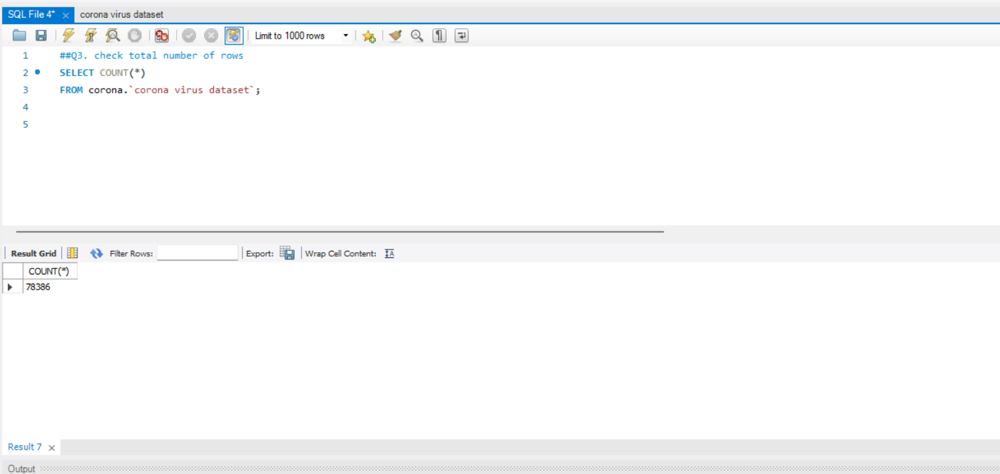 SQL File 4* corona virus dataset
Limit to 1000 rows
1 ##Q3. check total number of rows
2 SELECT COUNT(*)
3 FROM corona.`corona virus dataset`;
4
5
Result Grid Filter Rows: Export: Wrap Cell Content:
COUNT(*)
78386
Result 7
Output